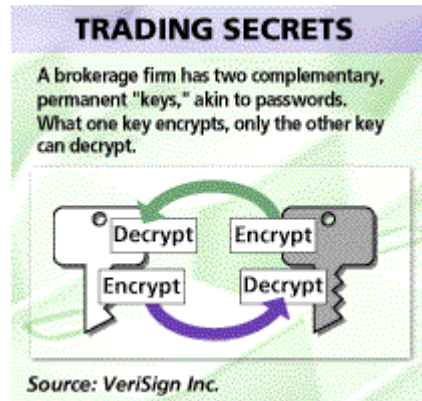 TRADING SECRETS
A brokerage firm has two complementary,
permanent "keys," akin to passwords.
What one key encrypts, only the other key
can decrypt.
Decrypt Encrypt
Encrypt Decrypt
Source: VeriSign Inc.